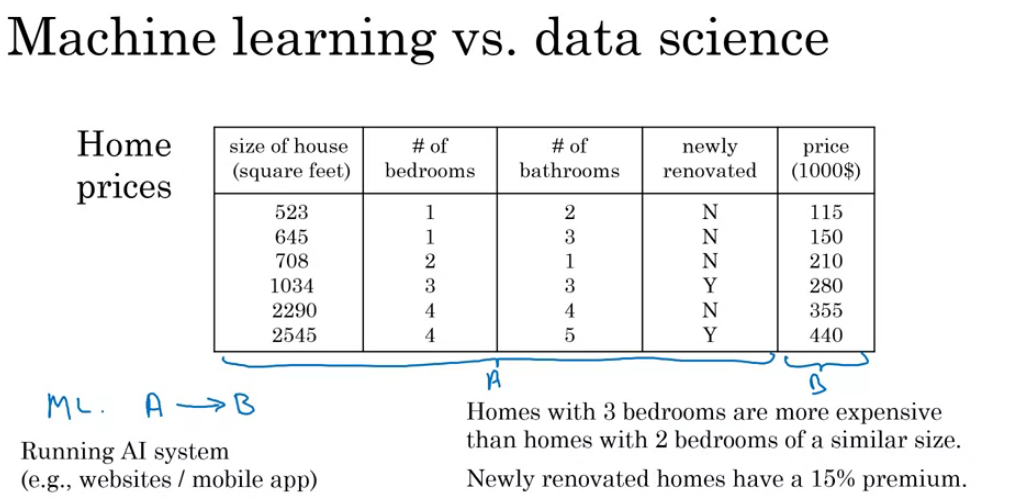 Machine learning vs. data science
Home
prices
size of house # of # of newly price
(square feet) bedrooms bathrooms renovated (1000$)
523 1 2 N 115
645 1 3 N 150
708 2 1 N 210
1034 3 3 Y 280
2290 4 4 N 355
2545 4 5 Y 440
A B
ML. A → B
Running AI system
(e.g., websites / mobile app)
Homes with 3 bedrooms are more expensive
than homes with 2 bedrooms of a similar size.
Newly renovated homes have a 15% premium.